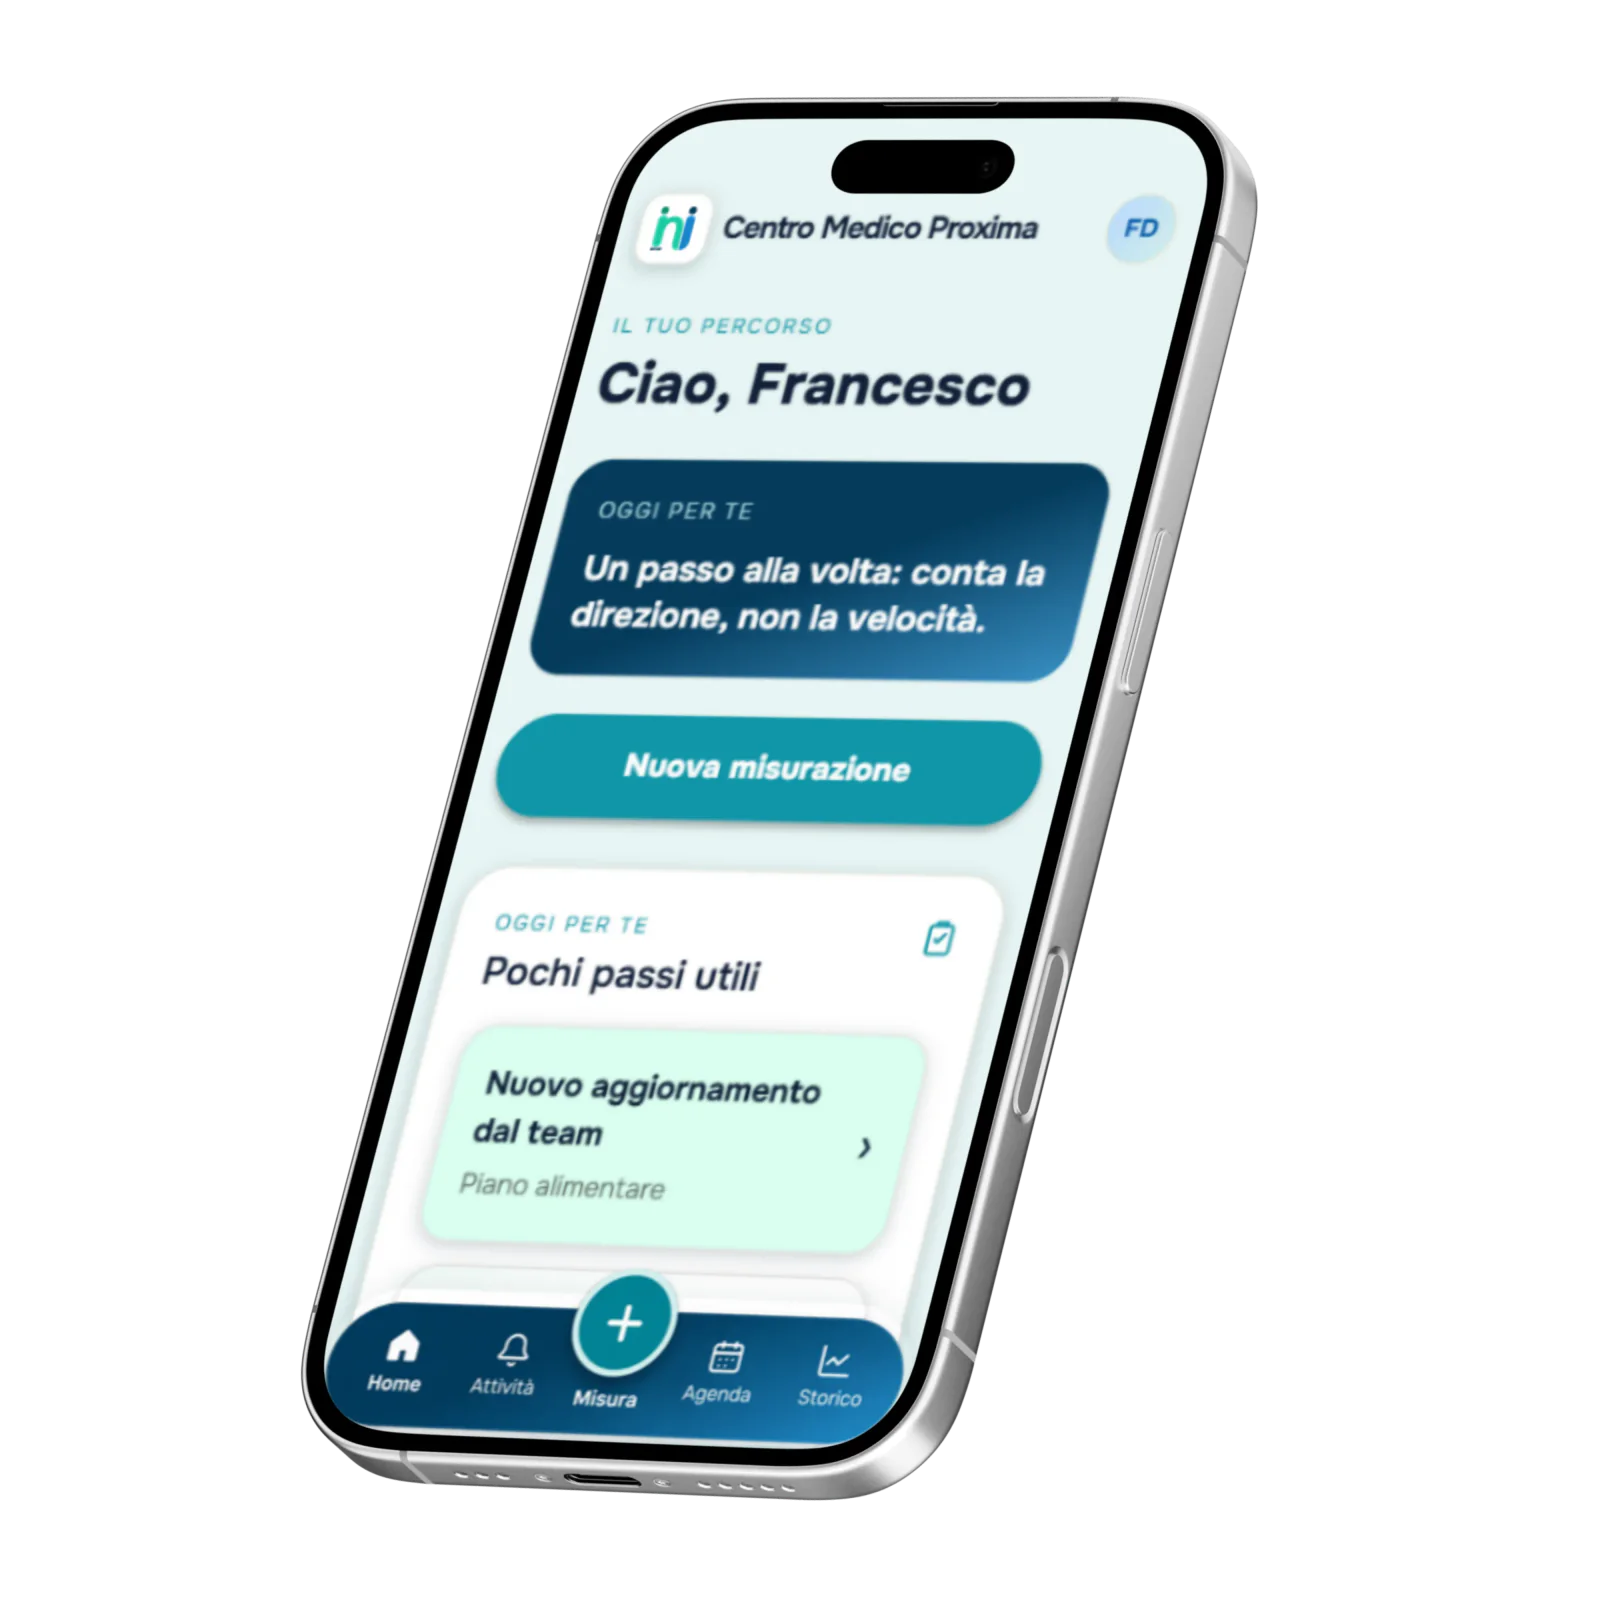 Centro Medico Proxima
FD
IL TUO PERCORSO
Ciao, Francesco
OGGI PER TE
Un passo alla volta: conta la
direzione, non la velocità.
Nuova misurazione
OGGI PER TE
Pochi passi utili
Nuovo aggiornamento
dal team
Piano alimentare
Home
Attività
Misura
Agenda
Storico